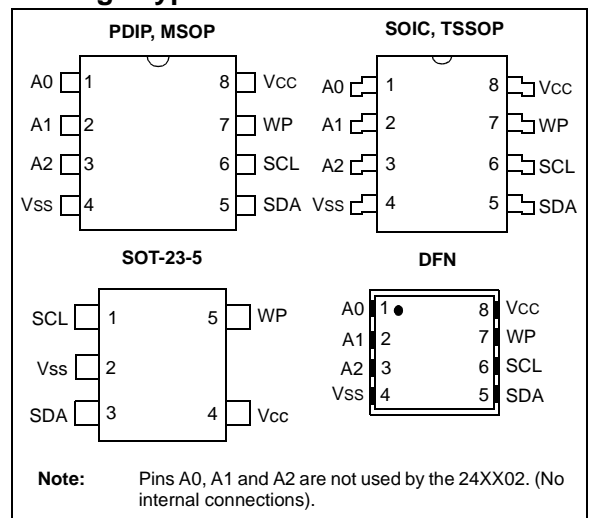 PDIP, MSOP
A0 1 8 VCC
A1 2 7 WP
A2 3 6 SCL
VSS 4 5 SDA
SOIC, TSSOP
A0 1 8 VCC
A1 2 7 WP
A2 3 6 SCL
VSS 4 5 SDA
SOT-23-5
SCL 1 5 WP
Vss 2
SDA 3 4 Vcc
DFN
A0 1 8 VCC
A1 2 7 WP
A2 3 6 SCL
VSS 4 5 SDA
Note: Pins A0, A1 and A2 are not used by the 24XX02. (No
internal connections).